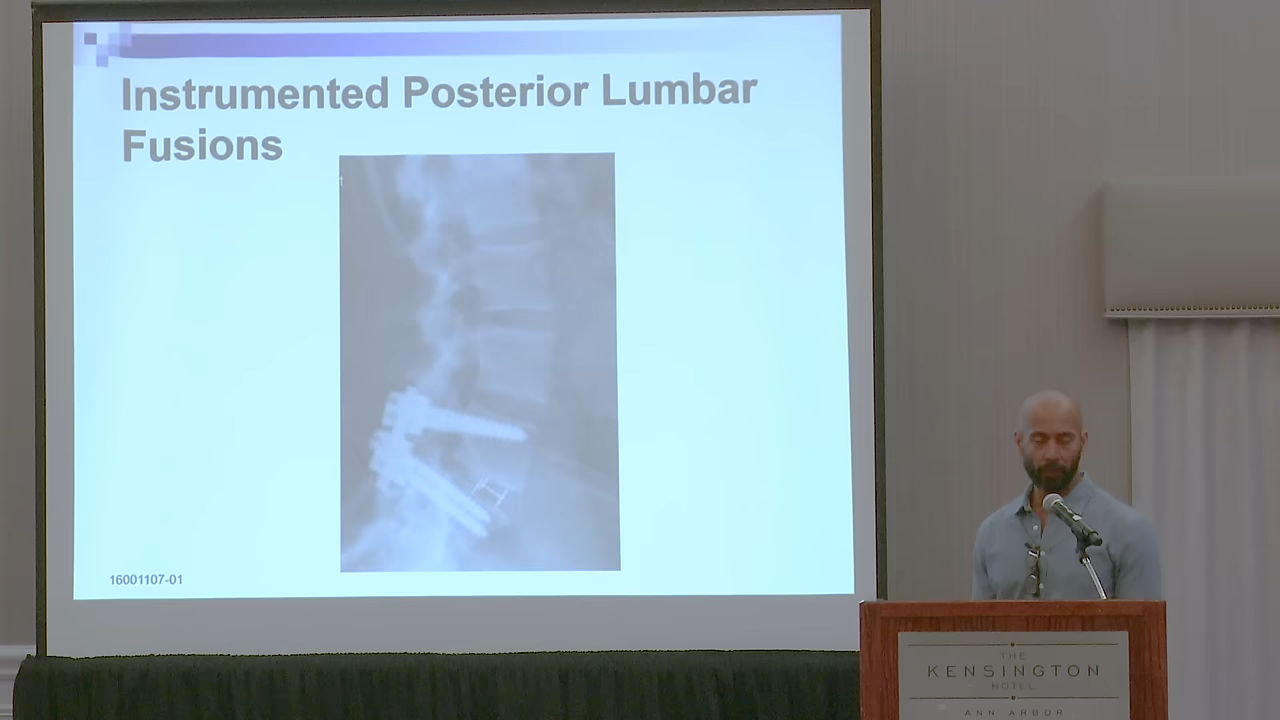 Instrumented Posterior Lumbar
Fusions
16001107-01
THE
KENSINGTON
HOTEL
ANN ARBOR